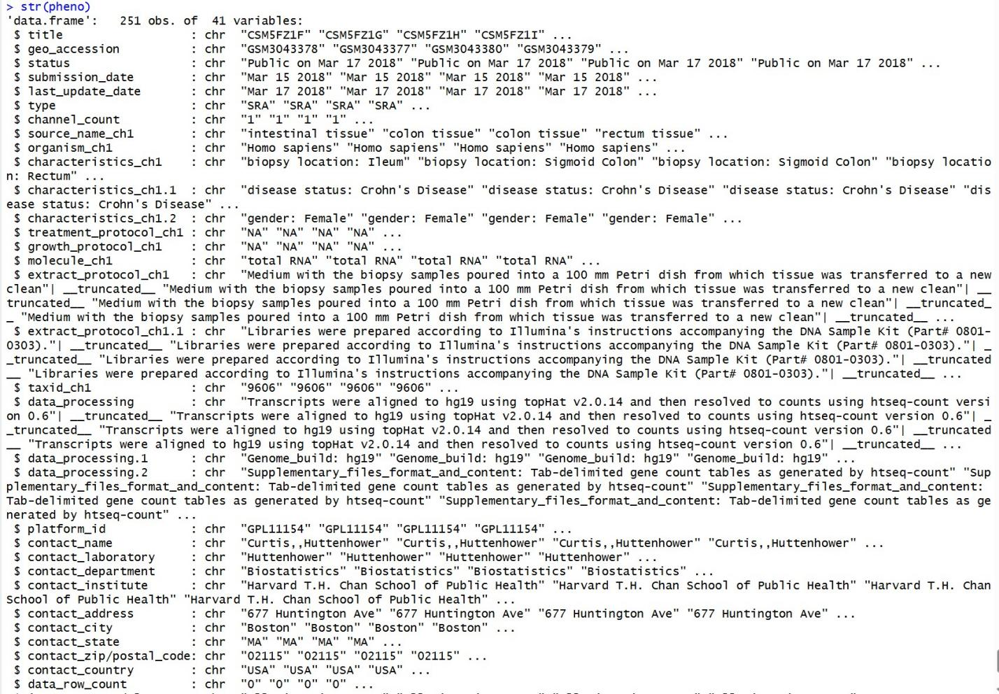 > str(pheno)
'data.frame':   251 obs. of  41 variables:
 $ title                  : chr  "CSM5FZ1F" "CSM5FZ1G" "CSM5FZ1H" "CSM5FZ1I" ...
 $ geo_accession          : chr  "GSM3043378" "GSM3043377" "GSM3043380" "GSM3043379" ...
 $ status                 : chr  "Public on Mar 17 2018" "Public on Mar 17 2018" "Public on Mar 17 2018" "Public on Mar 17 2018" ...
 $ submission_date        : chr  "Mar 15 2018" "Mar 15 2018" "Mar 15 2018" "Mar 15 2018" ...
 $ last_update_date       : chr  "Mar 17 2018" "Mar 17 2018" "Mar 17 2018" "Mar 17 2018" ...
 $ type                   : chr  "SRA" "SRA" "SRA" "SRA" ...
 $ channel_count          : chr  "1" "1" "1" "1" ...
 $ source_name_ch1        : chr  "intestinal tissue" "colon tissue" "colon tissue" "rectum tissue" ...
 $ organism_ch1           : chr  "Homo sapiens" "Homo sapiens" "Homo sapiens" "Homo sapiens" ...
 $ characteristics_ch1    : chr  "biopsy location: Ileum" "biopsy location: Sigmoid Colon" "biopsy location: Sigmoid Colon" "biopsy locatio
n: Rectum" ...
 $ characteristics_ch1.1  : chr  "disease status: Crohn's Disease" "disease status: Crohn's Disease" "disease status: Crohn's Disease" "dis
ease status: Crohn's Disease" ...
 $ characteristics_ch1.2  : chr  "gender: Female" "gender: Female" "gender: Female" "gender: Female" ...
 $ treatment_protocol_ch1 : chr  "NA" "NA" "NA" "NA" ...
 $ growth_protocol_ch1    : chr  "NA" "NA" "NA" "NA" ...
 $ molecule_ch1           : chr  "total RNA" "total RNA" "total RNA" "total RNA" ...
 $ extract_protocol_ch1   : chr  "Medium with the biopsy samples poured into a 100 mm Petri dish from which tissue was transferred to a new
clean"| __truncated__ "Medium with the biopsy samples poured into a 100 mm Petri dish from which tissue was transferred to a new clean"| __
truncated__ "Medium with the biopsy samples poured into a 100 mm Petri dish from which tissue was transferred to a new clean"| __truncated_
_ "Medium with the biopsy samples poured into a 100 mm Petri dish from which tissue was transferred to a new clean"| __truncated__ ...
 $ extract_protocol_ch1.1 : chr  "Libraries were prepared according to Illumina's instructions accompanying the DNA Sample Kit (Part# 0801-
0303)."| __truncated__ "Libraries were prepared according to Illumina's instructions accompanying the DNA Sample Kit (Part# 0801-0303)."| _
_truncated__ "Libraries were prepared according to Illumina's instructions accompanying the DNA Sample Kit (Part# 0801-0303)."| __truncated
__ "Libraries were prepared according to Illumina's instructions accompanying the DNA Sample Kit (Part# 0801-0303)."| __truncated__ ...
 $ taxid_ch1              : chr  "9606" "9606" "9606" "9606" ...
 $ data_processing        : chr  "Transcripts were aligned to hg19 using topHat v2.0.14 and then resolved to counts using htseq-count versi
on 0.6"| __truncated__ "Transcripts were aligned to hg19 using topHat v2.0.14 and then resolved to counts using htseq-count version 0.6"| _
_truncated__ "Transcripts were aligned to hg19 using topHat v2.0.14 and then resolved to counts using htseq-count version 0.6"| __truncated
__ "Transcripts were aligned to hg19 using topHat v2.0.14 and then resolved to counts using htseq-count version 0.6"| __truncated__ ...
 $ data_processing.1      : chr  "Genome_build: hg19" "Genome_build: hg19" "Genome_build: hg19" "Genome_build: hg19" ...
 $ data_processing.2      : chr  "Supplementary_files_format_and_content: Tab-delimited gene count tables as generated by htseq-count" "Sup
plementary_files_format_and_content: Tab-delimited gene count tables as generated by htseq-count" "Supplementary_files_format_and_content:
Tab-delimited gene count tables as generated by htseq-count" "Supplementary_files_format_and_content: Tab-delimited gene count tables as ge
nerated by htseq-count" ...
 $ platform_id            : chr  "GPL11154" "GPL11154" "GPL11154" "GPL11154" ...
 $ contact_name           : chr  "Curtis,,Huttenhower" "Curtis,,Huttenhower" "Curtis,,Huttenhower" "Curtis,,Huttenhower" ...
 $ contact_laboratory     : chr  "Huttenhower" "Huttenhower" "Huttenhower" "Huttenhower" ...
 $ contact_department     : chr  "Biostatistics" "Biostatistics" "Biostatistics" "Biostatistics" ...
 $ contact_institute      : chr  "Harvard T.H. Chan School of Public Health" "Harvard T.H. Chan School of Public Health" "Harvard T.H. Chan
School of Public Health" "Harvard T.H. Chan School of Public Health" ...
 $ contact_address        : chr  "677 Huntington Ave" "677 Huntington Ave" "677 Huntington Ave" "677 Huntington Ave" ...
 $ contact_city           : chr  "Boston" "Boston" "Boston" "Boston" ...
 $ contact_state          : chr  "MA" "MA" "MA" "MA" ...
 $ contact_zip/postal_code: chr  "02115" "02115" "02115" "02115" ...
 $ contact_country        : chr  "USA" "USA" "USA" "USA" ...
 $ data_row_count         : chr  "0" "0" "0" "0" ...